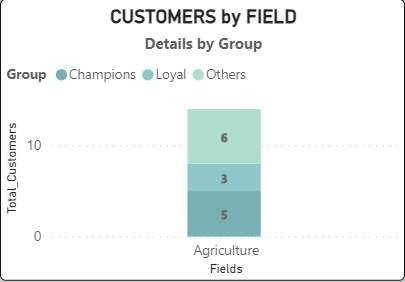 CUSTOMERS by FIELD
Details by Group
Group Champions Loyal Others
Total_Customers
10
0
6
3
5
Agriculture
Fields